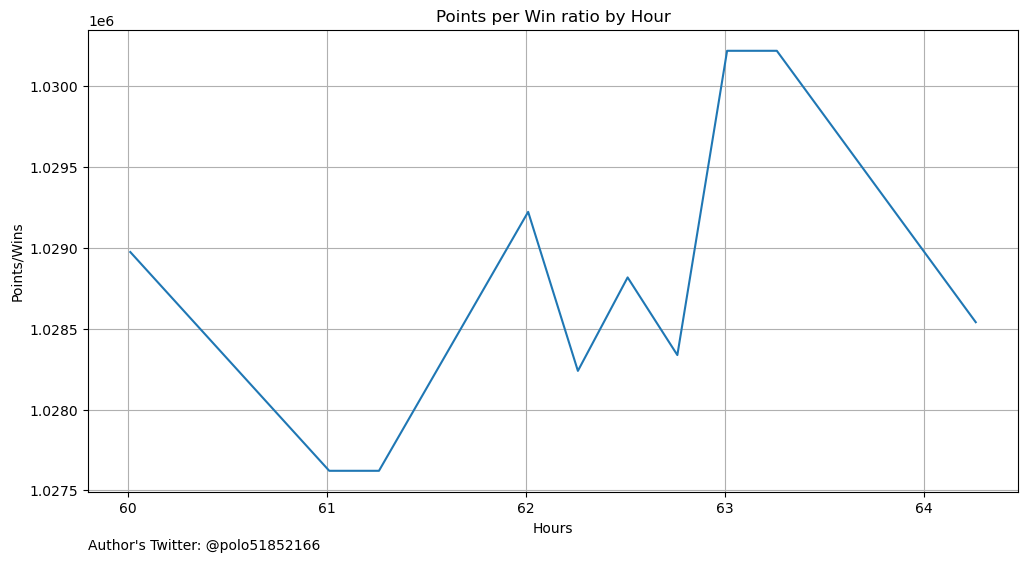 Points per Win ratio by Hour
1e6
1.0300
1.0295
1.0290
1.0285
1.0280
1.0275
Points/Wins
60 61 62 63 64
Hours
Author's Twitter: @polo51852166